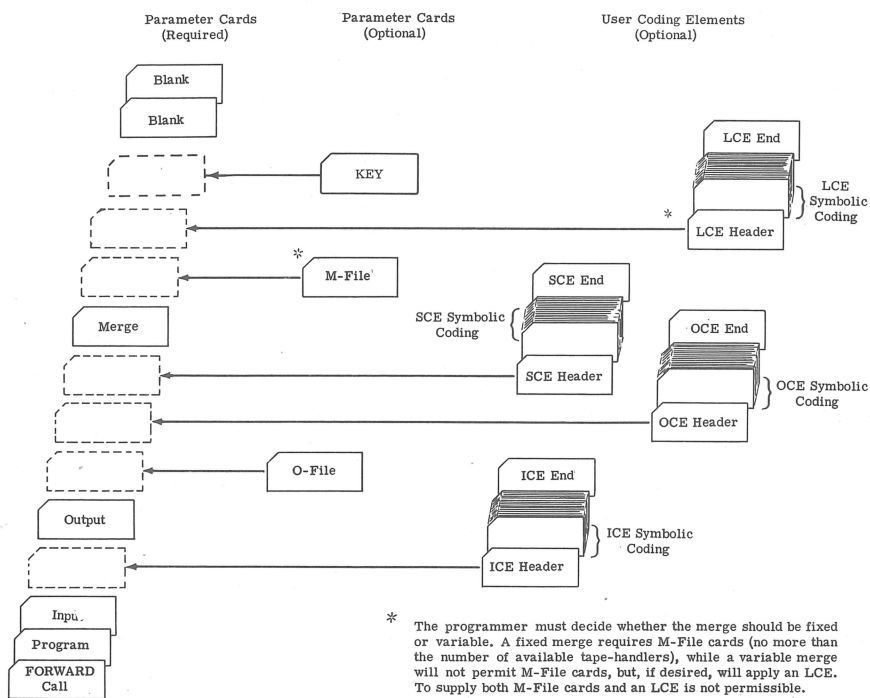 Parameter Cards
(Required)
Parameter Cards
(Optional)
User Coding Elements
(Optional)
Blank
Blank
KEY
LCE End
LCE
Symbolic
Coding
*
LCE Header
*
M-File
SCE End
SCE Symbolic
Coding
Merge
OCE End
SCE Header
OCE Symbolic
Coding
OCE Header
O-File
ICE End
Output
ICE Symbolic
Coding
ICE Header
Program
FORWARD
Call
* The programmer must decide whether the merge should be fixed
or variable. A fixed merge requires M-File cards (no more than
the number of available tape-handlers), while a variable merge
will not permit M-File cards, but, if desired, will apply an LCE.
To supply both M-File cards and an LCE is not permissible.